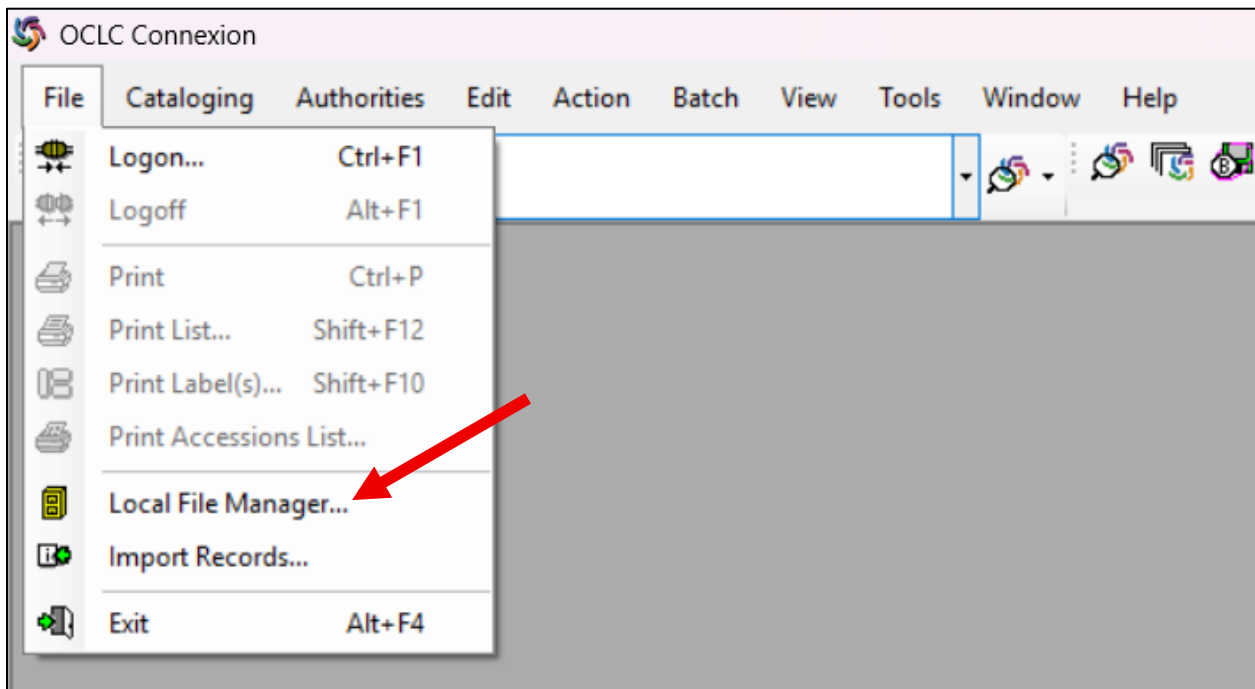 OCLC Connexion
File Cataloging Authorities Edit Action Batch View Tools Window Help
Logon... Ctrl+F1
Logoff Alt+F1
Print Ctrl+P
Print List... Shift+F12
Print Label(s)... Shift+F10
Print Accessions List...
Local File Manager...
Import Records...
Exit Alt+F4